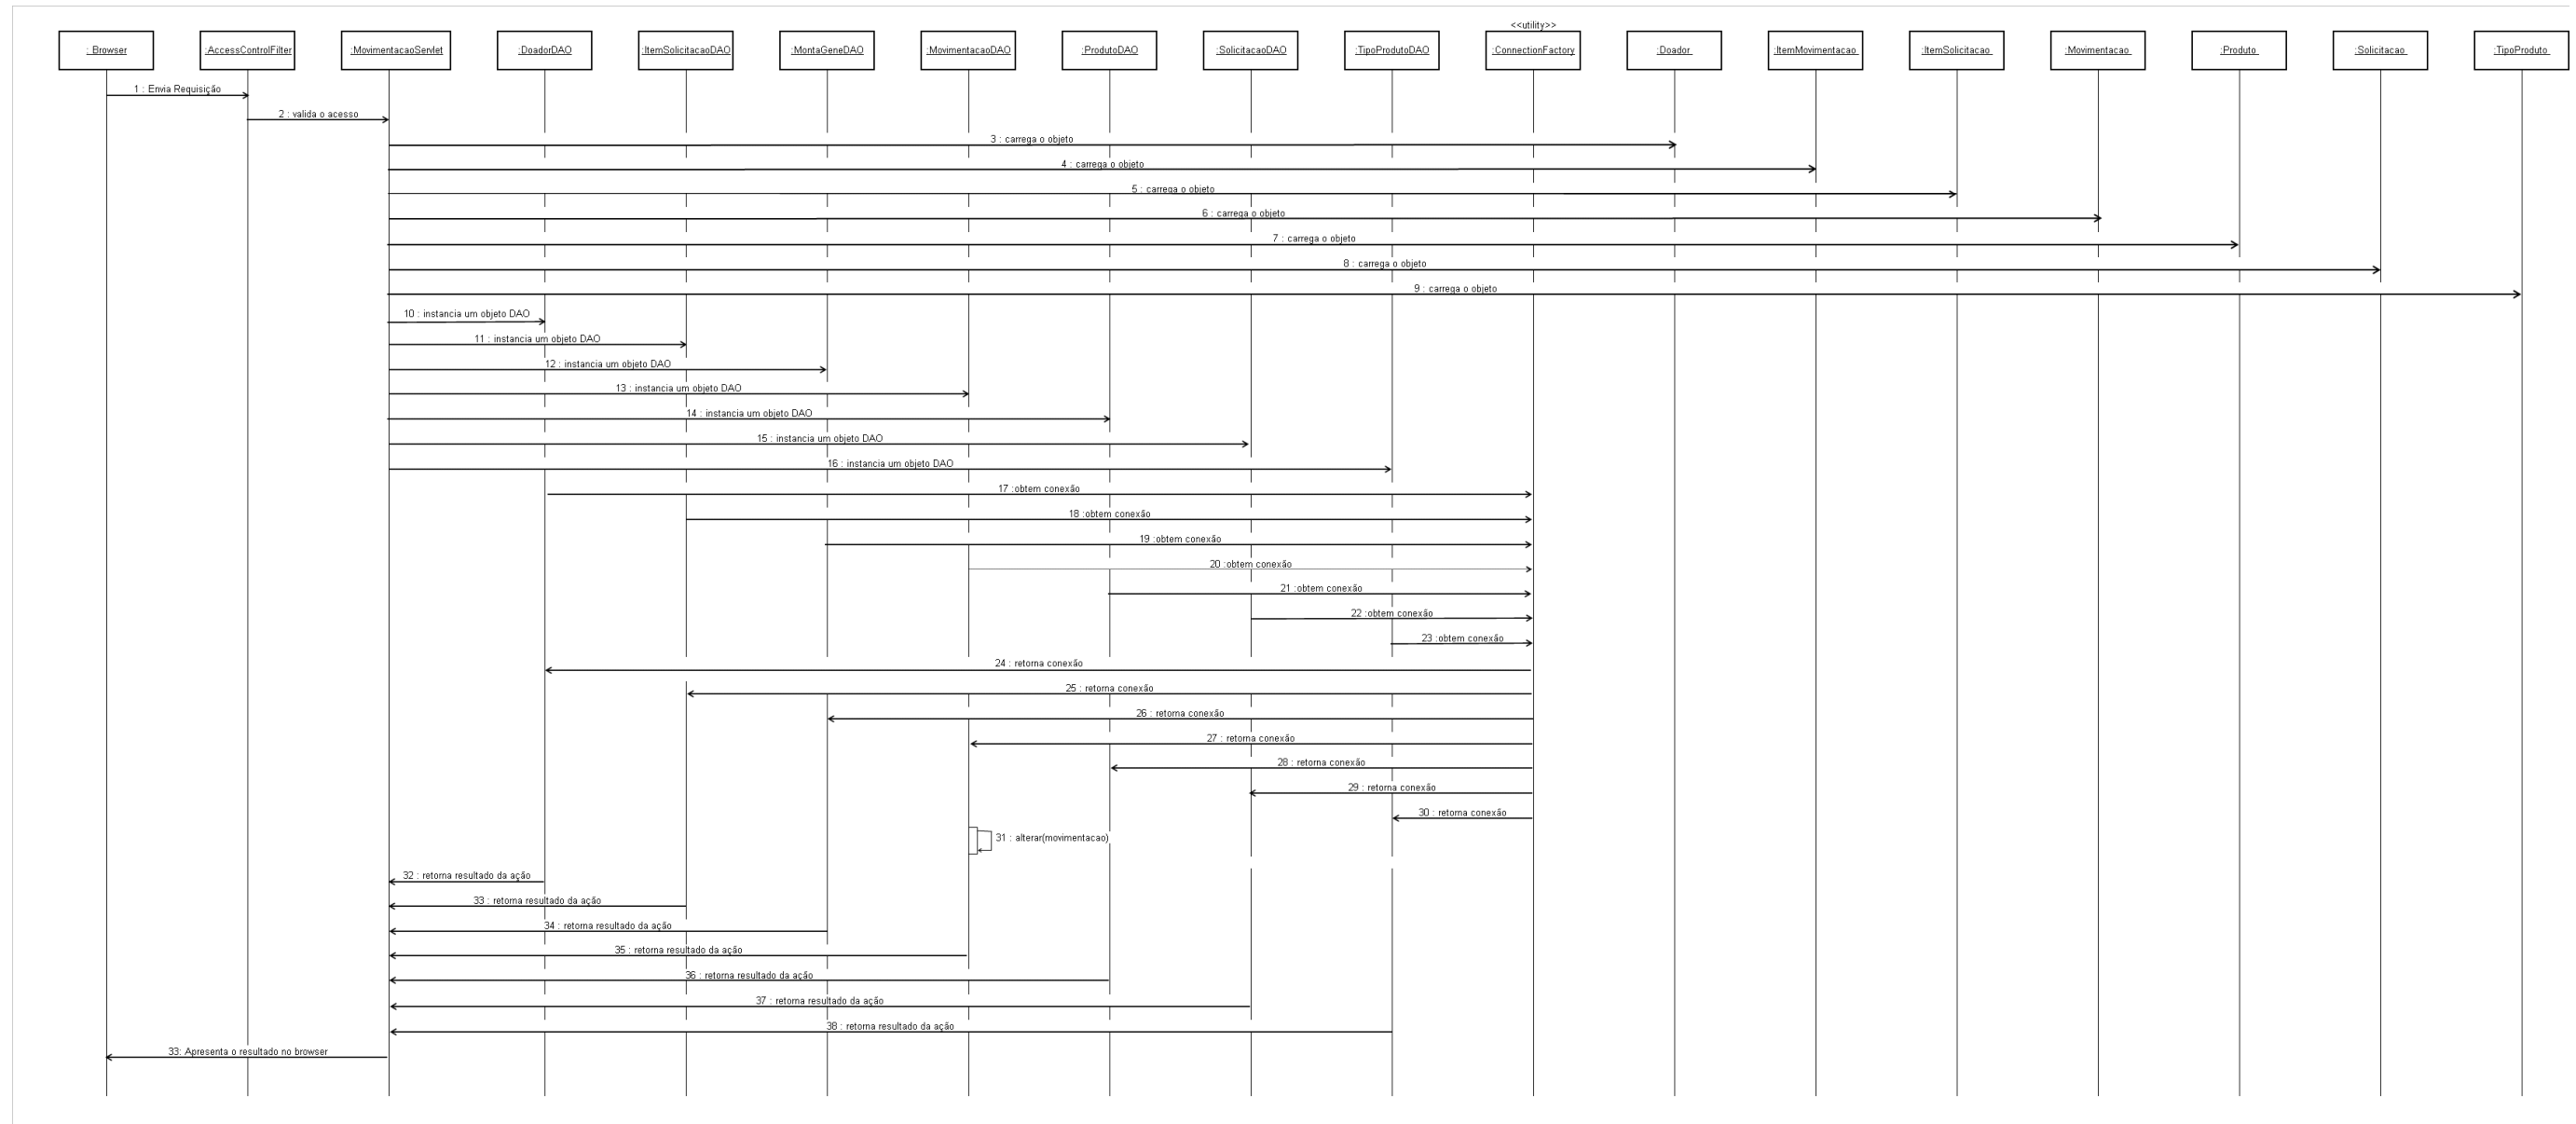 <<utility>>
: Browser
:AccessControlFilter
:MovimentacaoServlet
:DoadorDAO
:ItemSolicitacaoDAO
:MontaGeneDAO
:MovimentacaoDAO
:ProdutoDAO
:SolicitacaoDAO
:TipoProdutoDAO
:ConnectionFactory
:Doador
:ItemMovimentacao
:ItemSolicitacao
:Movimentacao
:Produto
:Solicitacao
:TipoProduto
1 : Envia Requisição
2 : valida o acesso
3 : carrega o objeto
4 : carrega o objeto
5 : carrega o objeto
6 : carrega o objeto
7 : carrega o objeto
8 : carrega o objeto
9 : carrega o objeto
10 : instancia um objeto DAO
11 : instancia um objeto DAO
12 : instancia um objeto DAO
13 : instancia um objeto DAO
14 : instancia um objeto DAO
15 : instancia um objeto DAO
16 : instancia um objeto DAO
17 :obtem conexão
18 :obtem conexão
19 :obtem conexão
20 :obtem conexão
21 :obtem conexão
22 :obtem conexão
23 :obtem conexão
24 : retorna conexão
25 : retorna conexão
26 : retorna conexão
27 : retorna conexão
28 : retorna conexão
29 : retorna conexão
30 : retorna conexão
31 : alterar(movimentacao)
32 : retorna resultado da ação
33 : retorna resultado da ação
34 : retorna resultado da ação
35 : retorna resultado da ação
36 : retorna resultado da ação
37 : retorna resultado da ação
38 : retorna resultado da ação
33: Apresenta o resultado no browser